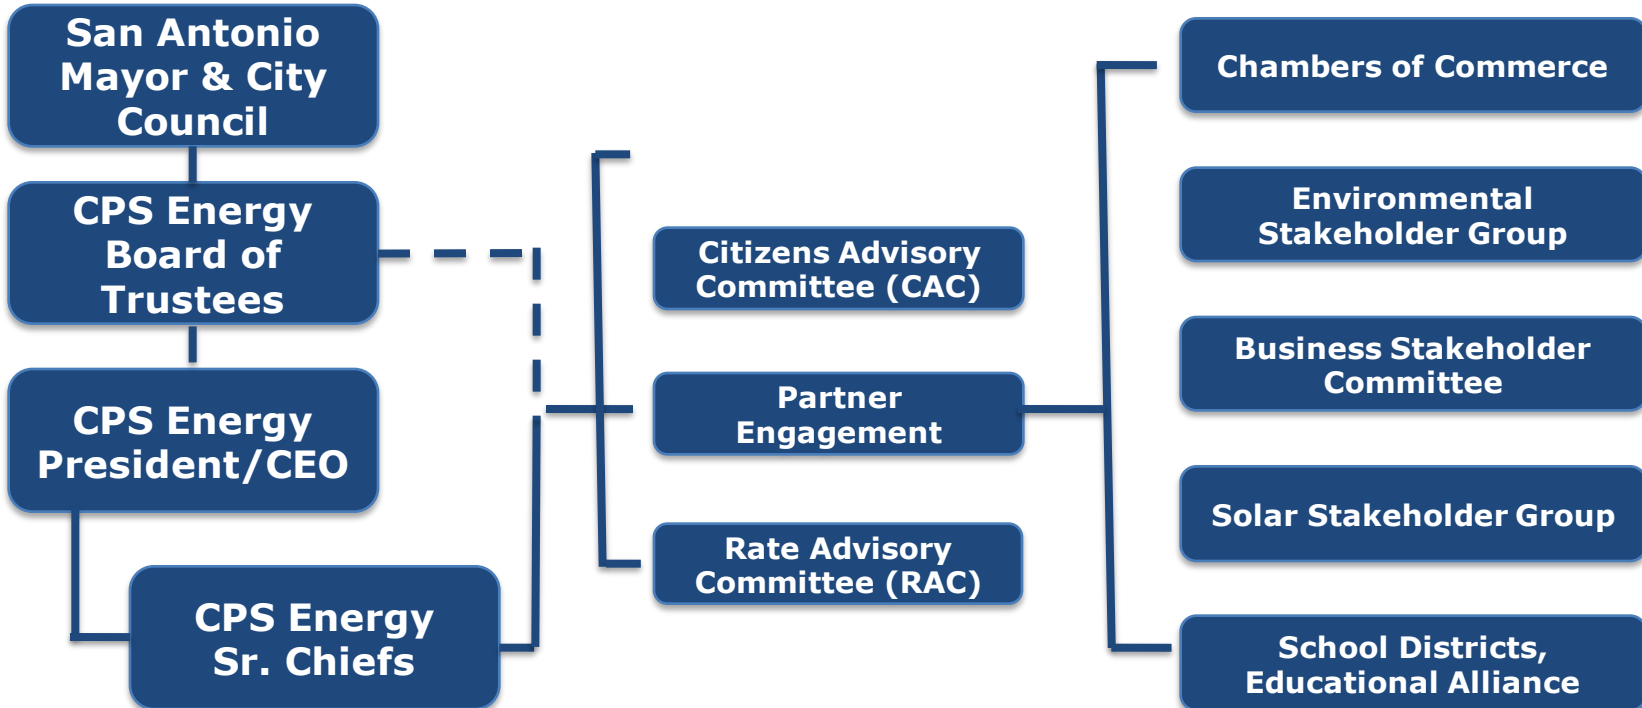 San Antonio
Mayor & City
Council
CPS Energy
Board of
Trustees
CPS Energy
President/CEO
CPS Energy
Sr. Chiefs
Citizens Advisory
Committee (CAC)
Partner
Engagement
Rate Advisory
Committee (RAC)
Chambers of Commerce
Environmental
Stakeholder Group
Business Stakeholder
Committee
Solar Stakeholder Group
School Districts,
Educational Alliance